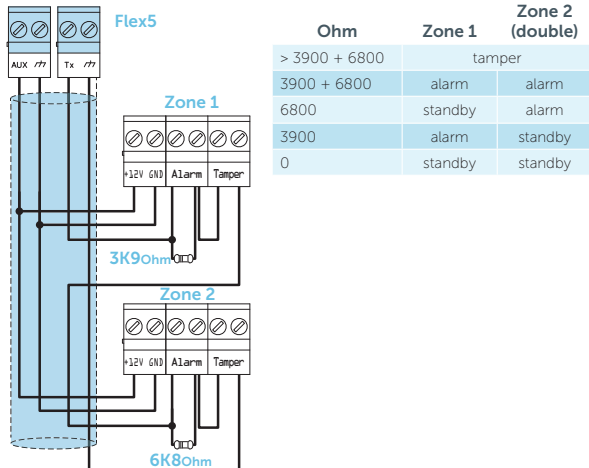 Flex5
AUX Tx
Zone 1
+12V GND Alarm Tamper
3K9Ohm
Zone 2
+12V GND Alarm Tamper
6K8Ohm
Ohm Zone 1 Zone 2 (double)
> 3900 + 6800 tamper
3900 + 6800 alarm alarm
6800 standby alarm
3900 alarm standby
0 standby standby